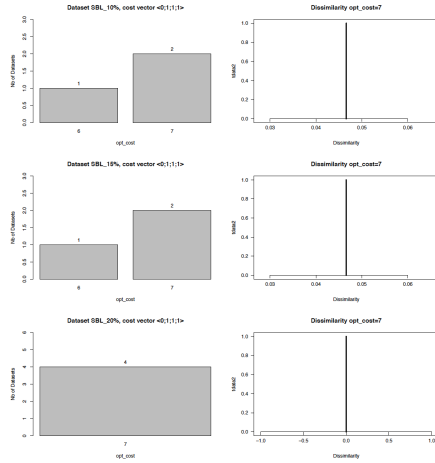 Dataset SBL_10%, cost vector <0;1;1;1>
Nb of Datasets
0.0 0.5 1.0 1.5 2.0 2.5 3.0
1
2
6 7
opt_cost
Dissimilarity opt_cost=7
tdata2
1.0
0.8
0.6
0.4
0.2
0.0
0.03 0.04 0.05 0.06
Dissimilarity
Dataset SBL_15%, cost vector <0;1;1;1>
Nb of Datasets
0.0 0.5 1.0 1.5 2.0 2.5 3.0
1
2
6 7
opt_cost
Dissimilarity opt_cost=7
tdata2
1.0
0.8
0.6
0.4
0.2
0.0
0.03 0.04 0.05 0.06
Dissimilarity
Dataset SBL_20%, cost vector <0;1;1;1>
Nb of Datasets
0 1 2 3 4 5 6
4
7
opt_cost
Dissimilarity opt_cost=7
tdata2
1.0
0.8
0.6
0.4
0.2
0.0
-1.0 -0.5 0.0 0.5 1.0
Dissimilarity